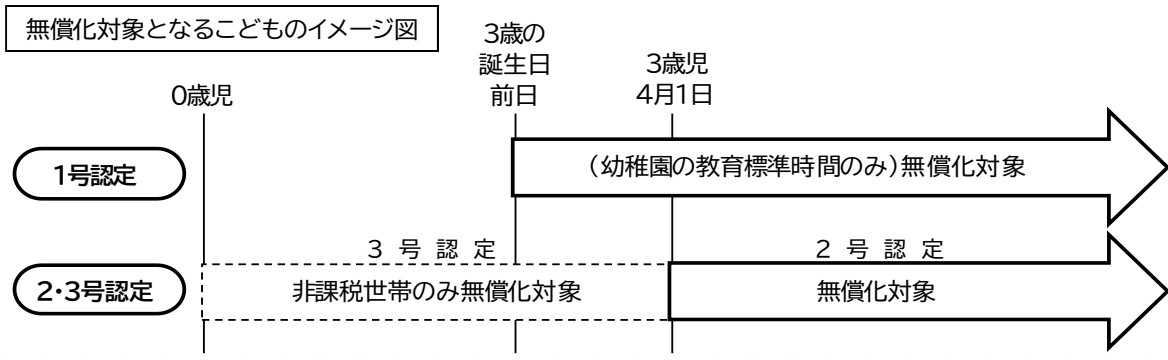 無償化対象となるこどものイメージ図
0歳児
3歳の
誕生日
前日
3歳児
4月1日
1号認定
（幼稚園の教育標準時間のみ）無償化対象
3号認定
2号認定
2・3号認定
非課税世帯のみ無償化対象
無償化対象